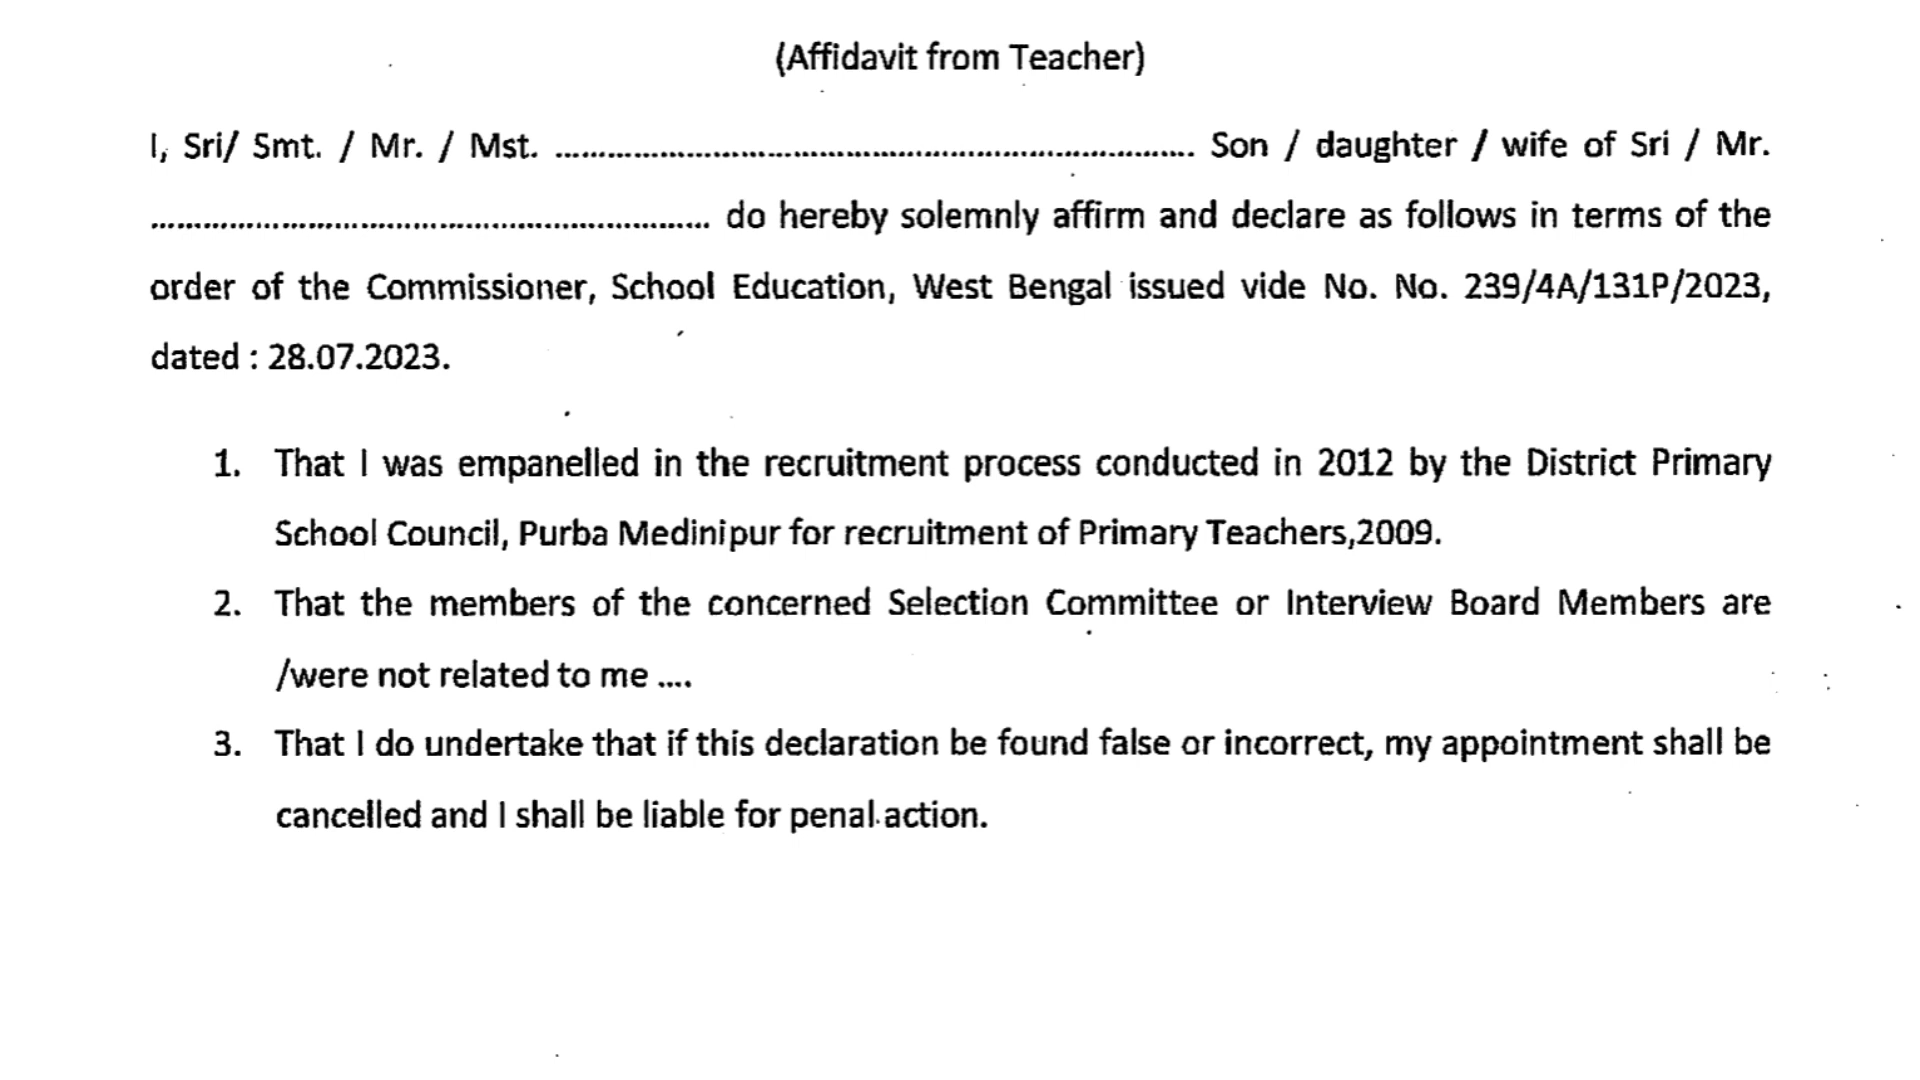 (Affidavit from Teacher)
I, Sri/ Smt. / Mr. / Mst. ........................................................................ Son / daughter / wife of Sri / Mr.
............................................................... do hereby solemnly affirm and declare as follows in terms of the
order of the Commissioner, School Education, West Bengal issued vide No. No. 239/4A/131P/2023,
dated : 28.07.2023.
1. That I was empanelled in the recruitment process conducted in 2012 by the District Primary
School Council, Purba Medinipur for recruitment of Primary Teachers,2009.
2. That the members of the concerned Selection Committee or Interview Board Members are
/were not related to me ....
3. That I do undertake that if this declaration be found false or incorrect, my appointment shall be
cancelled and I shall be liable for penal action.